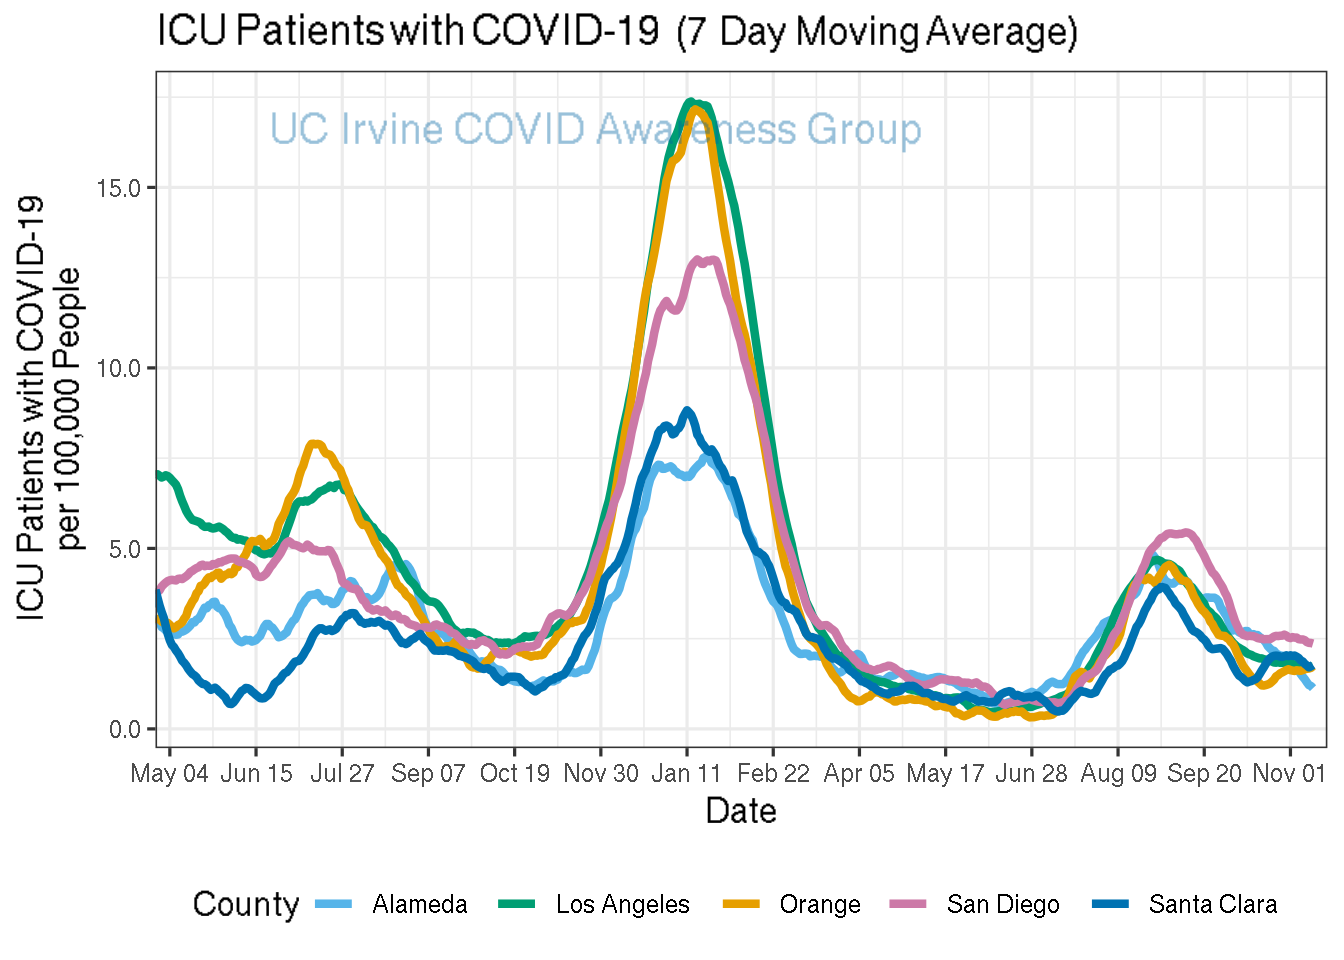 ICU Patients with COVID-19 (7 Day Moving Average)
UC Irvine COVID Awareness Group
ICU Patients with COVID-19
per 100,000 People
15.0
10.0
5.0
0.0
May 04 Jun 15 Jul 27 Sep 07 Oct 19 Nov 30 Jan 11 Feb 22 Apr 05 May 17 Jun 28 Aug 09 Sep 20 Nov 01
Date
County Alameda Los Angeles Orange San Diego Santa Clara